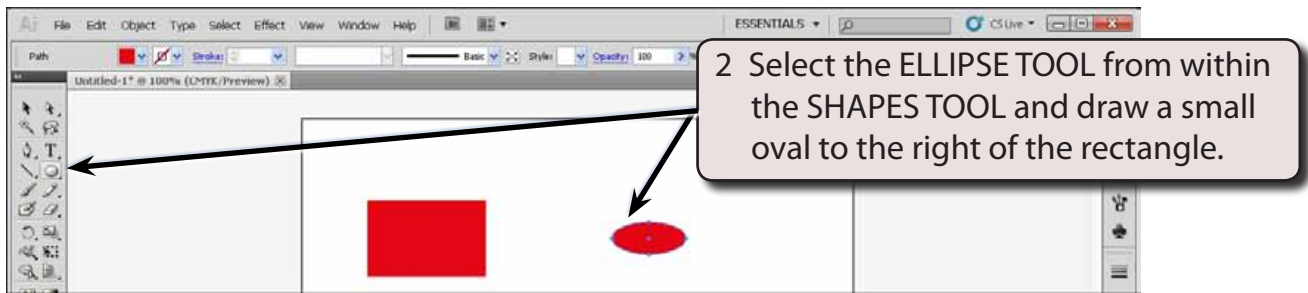 Ai File Edit Object Type Select Effect View Window Help Br ESSENTIALS CS Live
Path Stroke: Basic Style: Opacity: 100 %
Untitled-1* @ 100% (CMYK/Preview)
2 Select the ELLIPSE TOOL from within
the SHAPES TOOL and draw a small
oval to the right of the rectangle.